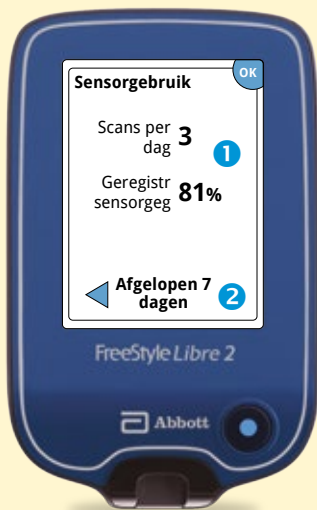 OK
Sensorgebruik
Scans per
dag 3
1
Geregistr
sensorgeg 81%
Afgelopen 7
dagen
2
FreeStyle Libre 2
Abbott